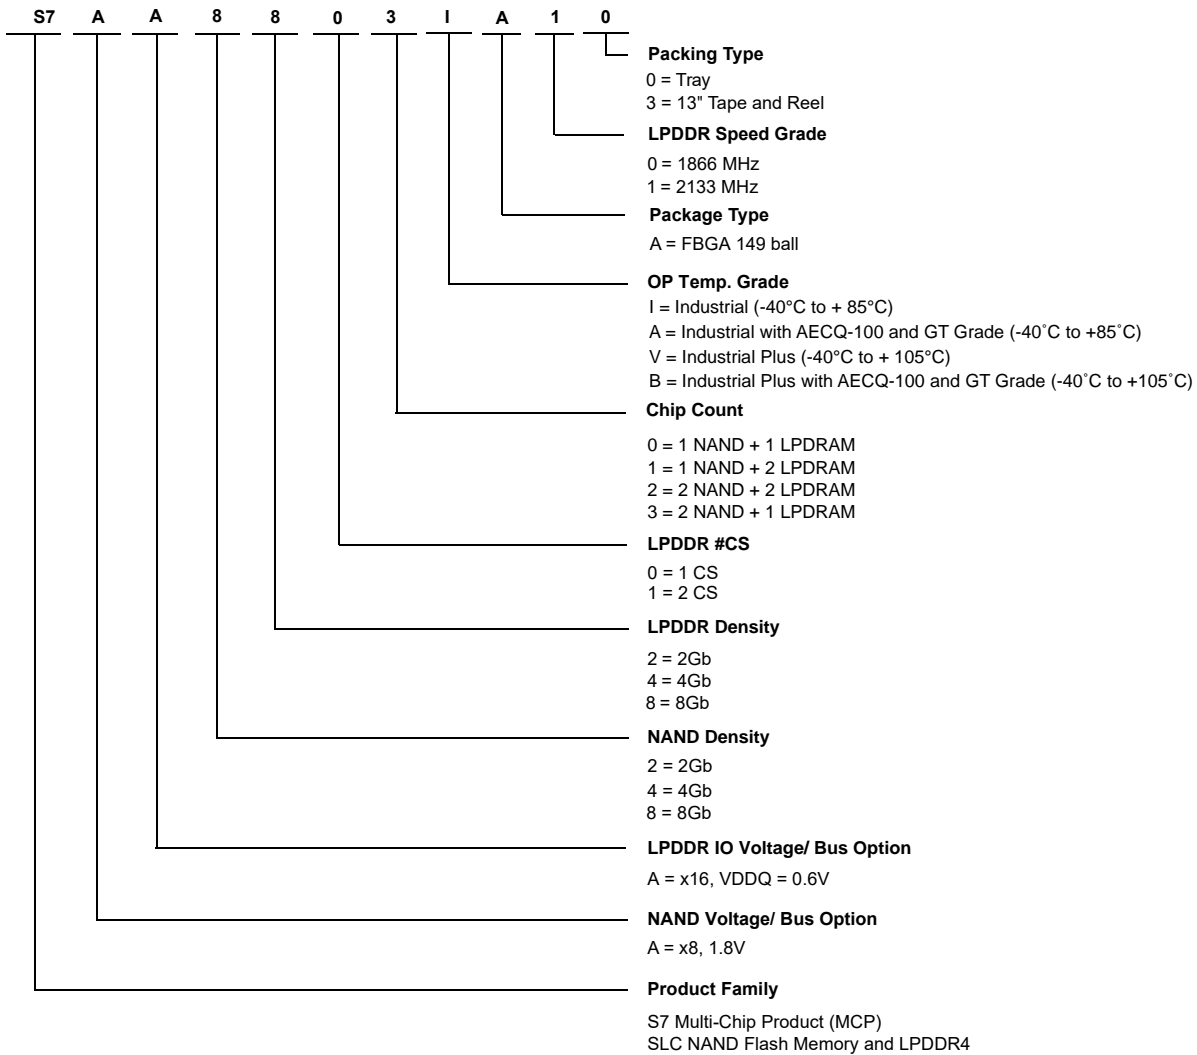 S7 A A 8 8 0 3 I A 1 0
Packing Type
0 = Tray
3 = 13" Tape and Reel
LPDDR Speed Grade
0 = 1866 MHz
1 = 2133 MHz
Package Type
A = FBGA 149 ball
OP Temp. Grade
I = Industrial (-40°C to + 85°C)
A = Industrial with AECQ-100 and GT Grade (-40˚C to +85˚C)
V = Industrial Plus (-40°C to + 105°C)
B = Industrial Plus with AECQ-100 and GT Grade (-40˚C to +105˚C)
Chip Count
0 = 1 NAND + 1 LPDRAM
1 = 1 NAND + 2 LPDRAM
2 = 2 NAND + 2 LPDRAM
3 = 2 NAND + 1 LPDRAM
LPDDR #CS
0 = 1 CS
1 = 2 CS
LPDDR Density
2 = 2Gb
4 = 4Gb
8 = 8Gb
NAND Density
2 = 2Gb
4 = 4Gb
8 = 8Gb
LPDDR IO Voltage/ Bus Option
A = x16, VDDQ = 0.6V
NAND Voltage/ Bus Option
A = x8, 1.8V
Product Family
S7 Multi-Chip Product (MCP)
SLC NAND Flash Memory and LPDDR4